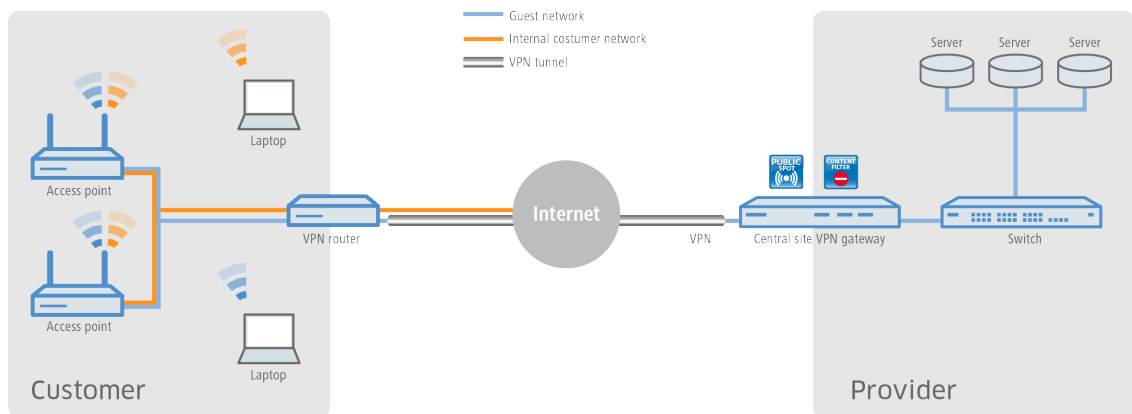 Guest network
Internal costumer network
VPN tunnel
Server
Server
Server
Laptop
Access point
PUBLIC
SPOT
CONTENT
FILTER
Internet
VPN router
VPN
Central site VPN gateway
Switch
Access point
Laptop
Customer
Provider